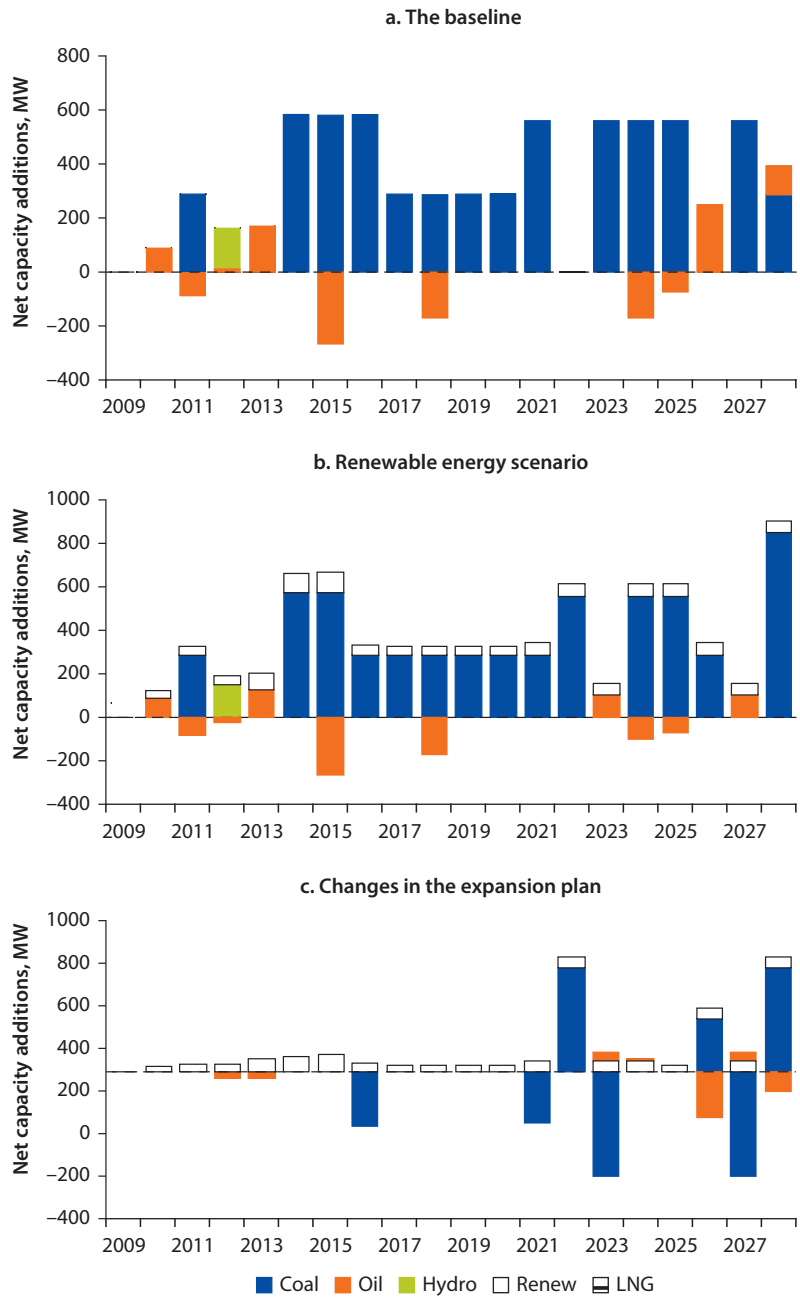 a. The baseline
Net capacity additions, MW
800
600
400
200
0
–200
–400
2009 2011 2013 2015 2017 2019 2021 2023 2025 2027
b. Renewable energy scenario
Net capacity additions, MW
1000
800
600
400
200
0
–200
–400
2009 2011 2013 2015 2017 2019 2021 2023 2025 2027
c. Changes in the expansion plan
Net capacity additions, MW
1000
800
600
400
200
0
–200
–400
2009 2011 2013 2015 2017 2019 2021 2023 2025 2027
Coal Oil Hydro Renew LNG